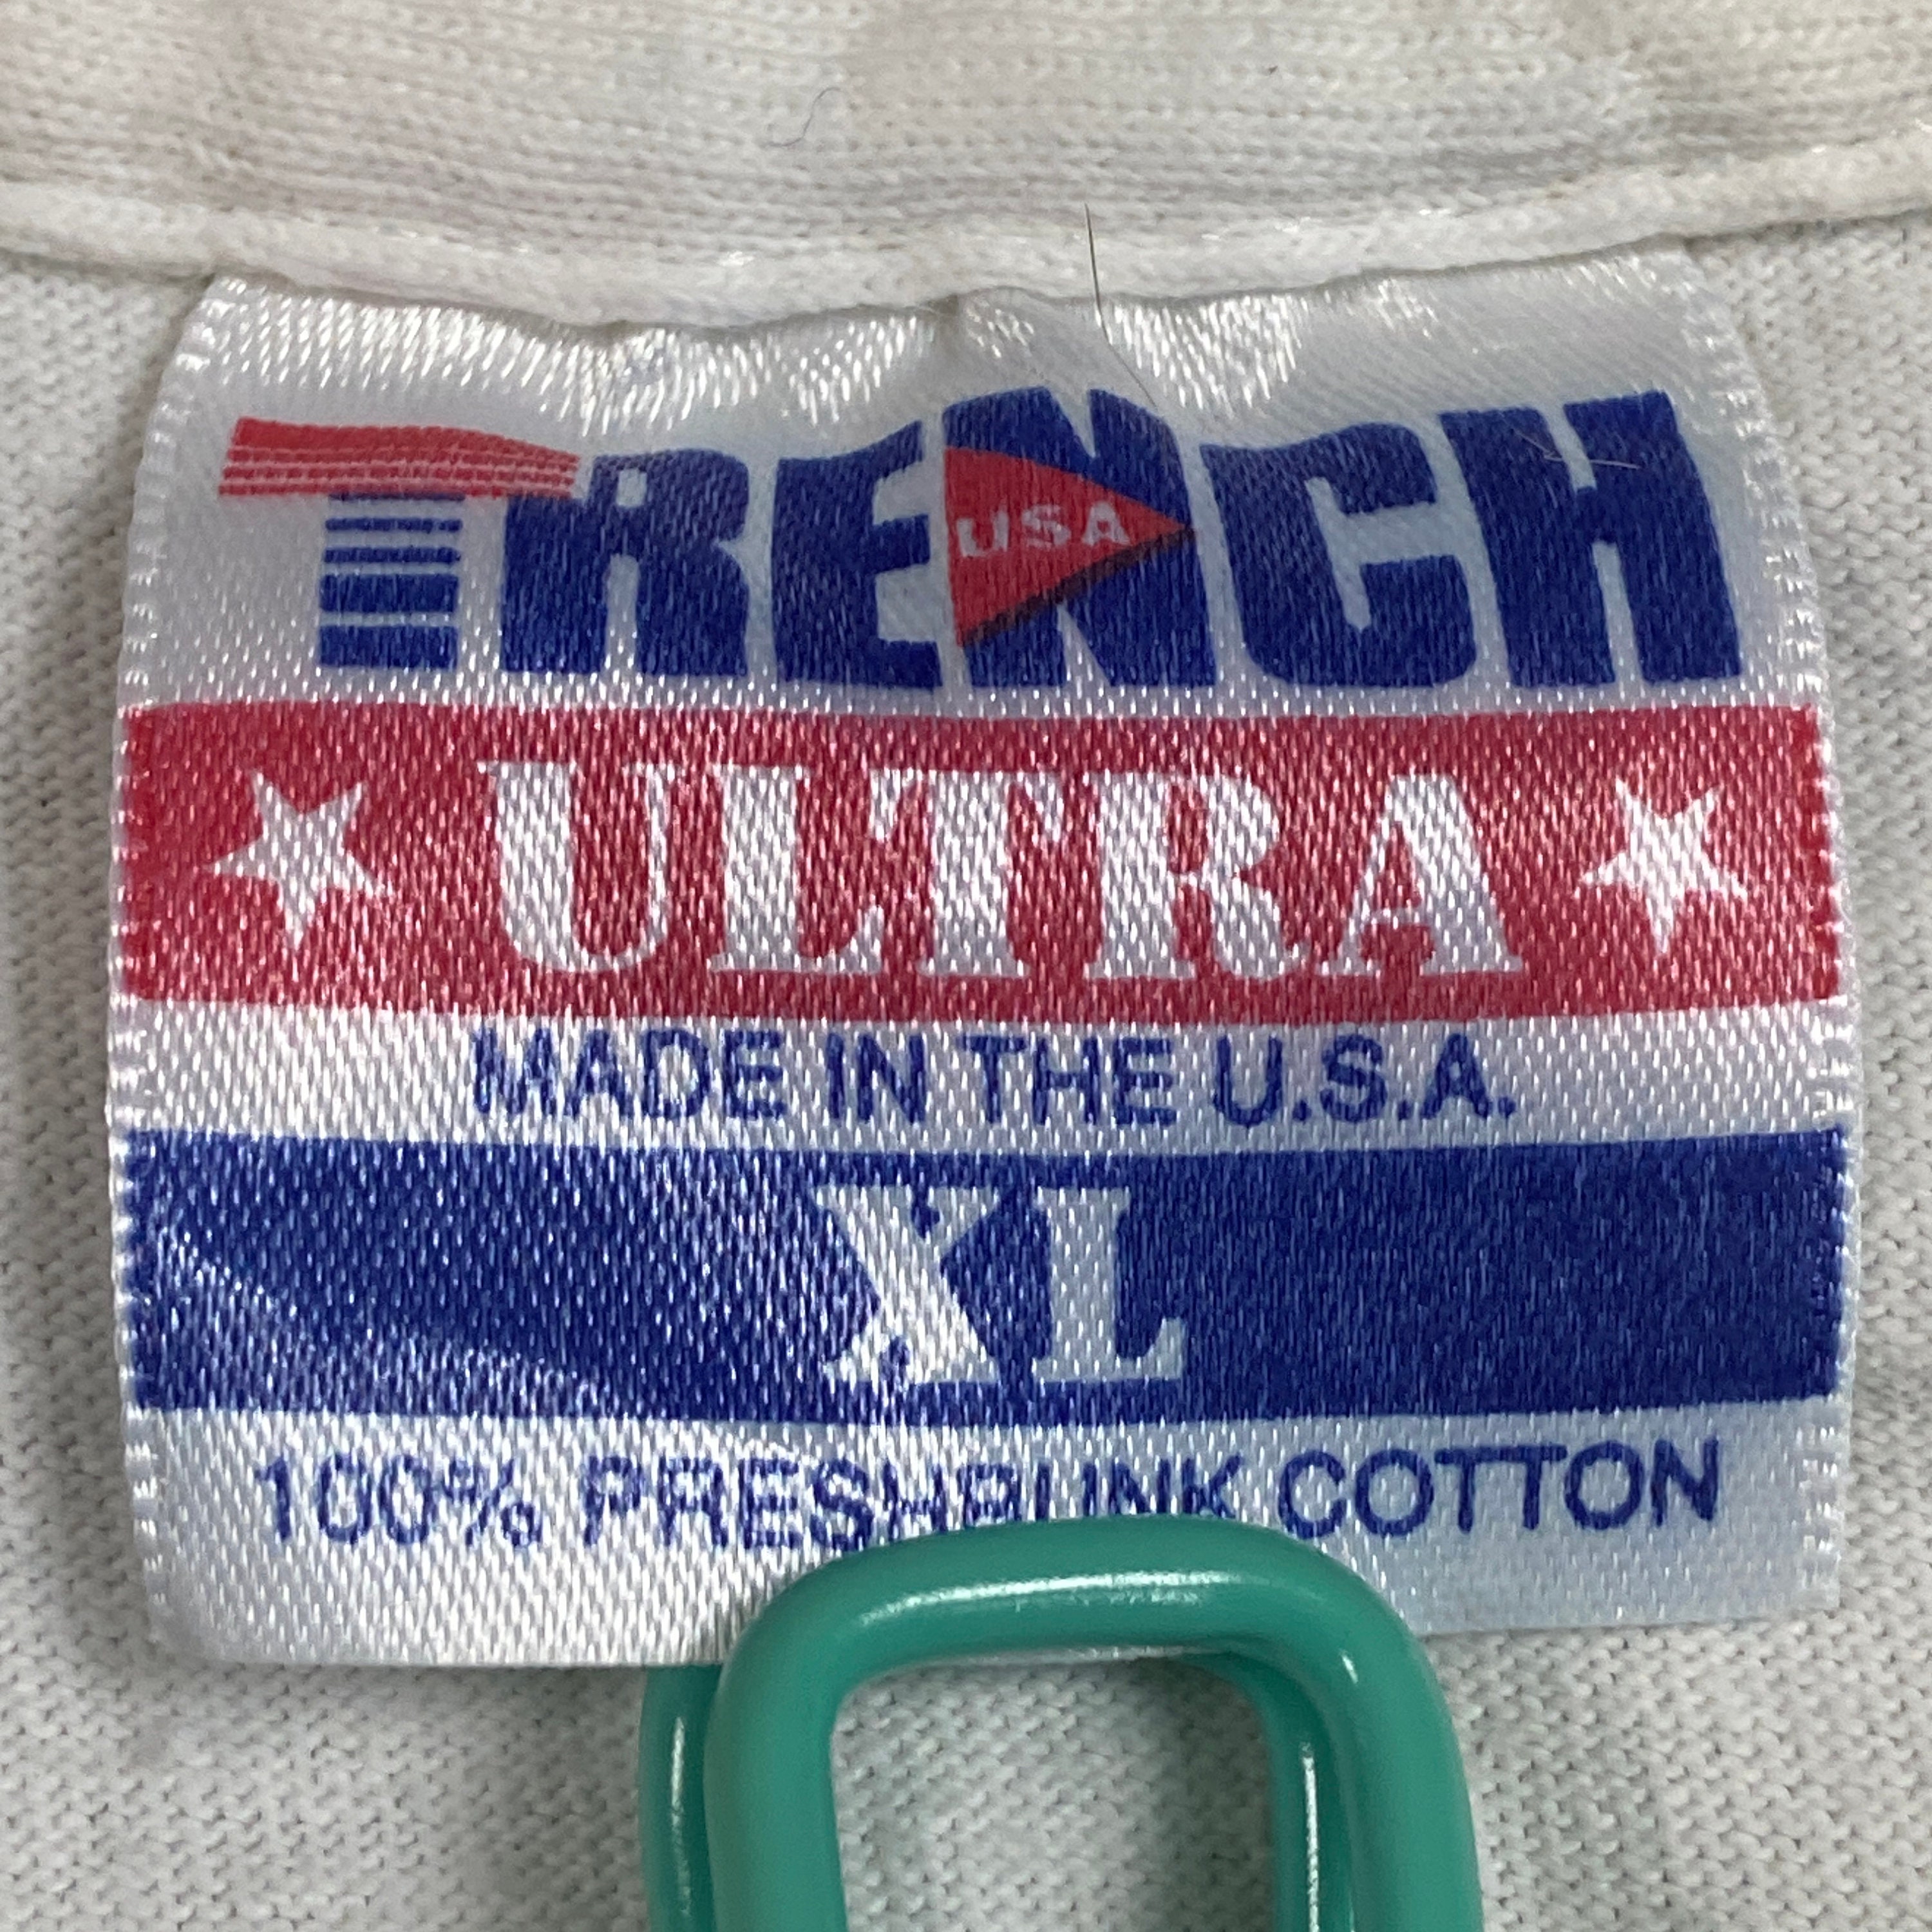 TRENCH
USA
ULTRA
MADE IN THE U.S.A.
XL
100% PRESHRUNK COTTON